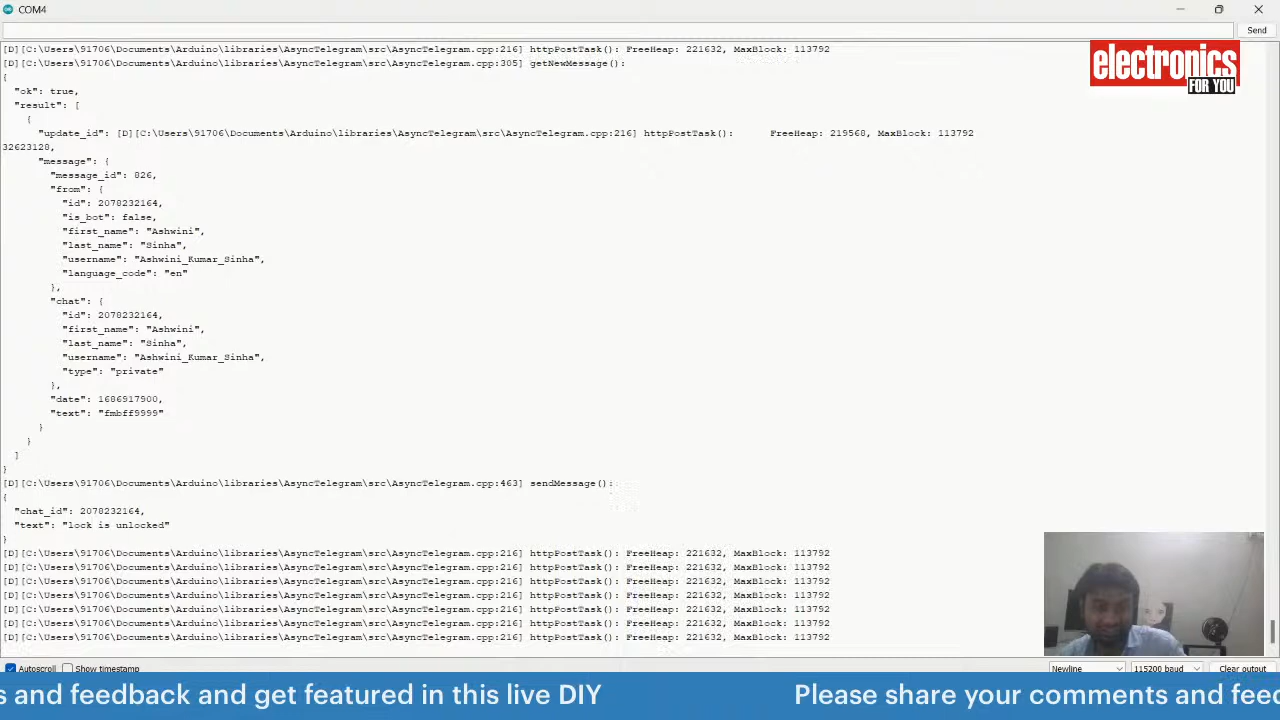 COM4
Send
[D][C:\Users\91706\Documents\Arduino\libraries\AsyncTelegram\src\AsyncTelegram.cpp:216] httpPostTask(): FreeHeap: 221632, MaxBlock: 113792
[D][C:\Users\91706\Documents\Arduino\libraries\AsyncTelegram\src\AsyncTelegram.cpp:305] getNewMessage():
{
"ok": true,
"result": [
{
"update_id": [D][C:\Users\91706\Documents\Arduino\libraries\AsyncTelegram\src\AsyncTelegram.cpp:216] httpPostTask(): FreeHeap: 219568, MaxBlock: 113792
32623128,
"message": {
"message_id": 826,
"from": {
"id": 2078232164,
"is_bot": false,
"first_name": "Ashwini",
"last_name": "Sinha",
"username": "Ashwini_Kumar_Sinha",
"language_code": "en"
},
"chat": {
"id": 2078232164,
"first_name": "Ashwini",
"last_name": "Sinha",
"username": "Ashwini_Kumar_Sinha",
"type": "private"
},
"date": 1686917900,
"text": "fmbff9999"
}
}
]
}
[D][C:\Users\91706\Documents\Arduino\libraries\AsyncTelegram\src\AsyncTelegram.cpp:463] sendMessage():
{
"chat_id": 2078232164,
"text": "lock is unlocked"
}
[D][C:\Users\91706\Documents\Arduino\libraries\AsyncTelegram\src\AsyncTelegram.cpp:216] httpPostTask(): FreeHeap: 221632, MaxBlock: 113792
[D][C:\Users\91706\Documents\Arduino\libraries\AsyncTelegram\src\AsyncTelegram.cpp:216] httpPostTask(): FreeHeap: 221632, MaxBlock: 113792
[D][C:\Users\91706\Documents\Arduino\libraries\AsyncTelegram\src\AsyncTelegram.cpp:216] httpPostTask(): FreeHeap: 221632, MaxBlock: 113792
[D][C:\Users\91706\Documents\Arduino\libraries\AsyncTelegram\src\AsyncTelegram.cpp:216] httpPostTask(): FreeHeap: 221632, MaxBlock: 113792
[D][C:\Users\91706\Documents\Arduino\libraries\AsyncTelegram\src\AsyncTelegram.cpp:216] httpPostTask(): FreeHeap: 221632, MaxBlock: 113792
[D][C:\Users\91706\Documents\Arduino\libraries\AsyncTelegram\src\AsyncTelegram.cpp:216] httpPostTask(): FreeHeap: 221632, MaxBlock: 113792
[D][C:\Users\91706\Documents\Arduino\libraries\AsyncTelegram\src\AsyncTelegram.cpp:216] httpPostTask(): FreeHeap: 221632, MaxBlock: 113792
electronics
FOR YOU
Autoscroll Show timestamp
Newline 115200 baud Clear output
s and feedback and get featured in this live DIY
Please share your comments and feed